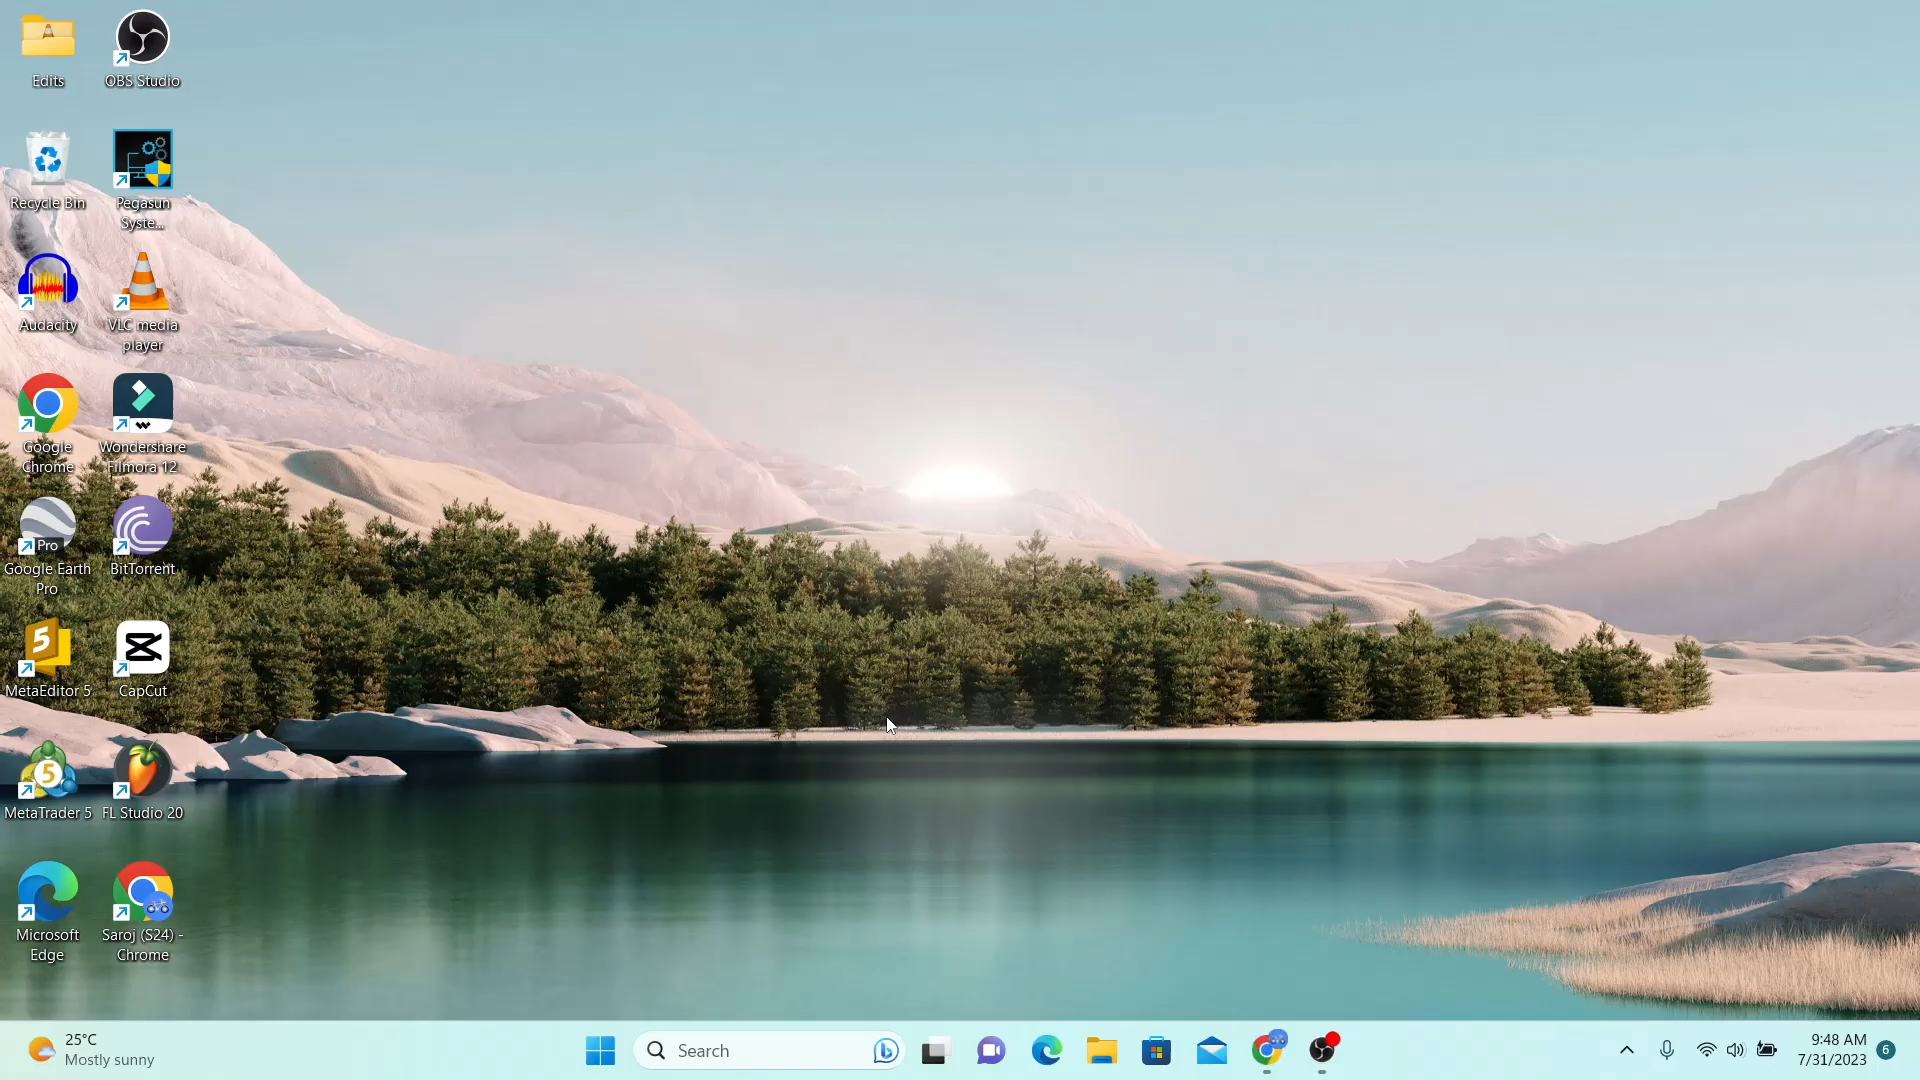 Edits
OBS Studio
Recycle Bin
Pegasun
Syste...
Audacity
VLC media
player
Google
Chrome
Wondershare
Filmora 12
Pro
Google Earth
Pro
BitTorrent
5
MetaEditor 5
CapCut
5
MetaTrader 5
FL Studio 20
Microsoft
Edge
Saroj (S24) -
Chrome
25°C
Mostly sunny
Search
9:48 AM
7/31/2023
6